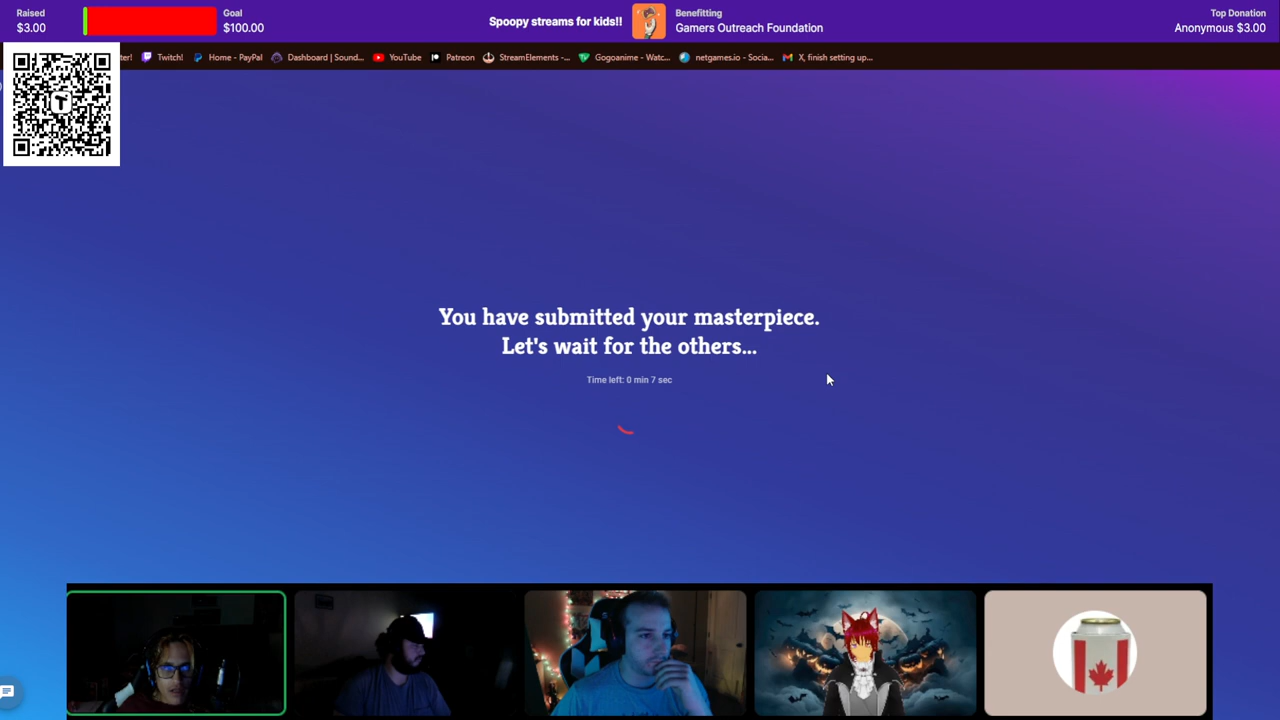 Raised
$3.00
Goal
$100.00
Spoopy streams for kids!!
Benefitting
Gamers Outreach Foundation
Top Donation
Anonymous $3.00
ter!
Twitch!
Home - PayPal
Dashboard | Sound...
YouTube
Patreon
StreamElements -...
Gogoanime - Watc...
netgames.io - Socia...
X, finish setting up...
You have submitted your masterpiece.
Let's wait for the others...
Time left: 0 min 7 sec